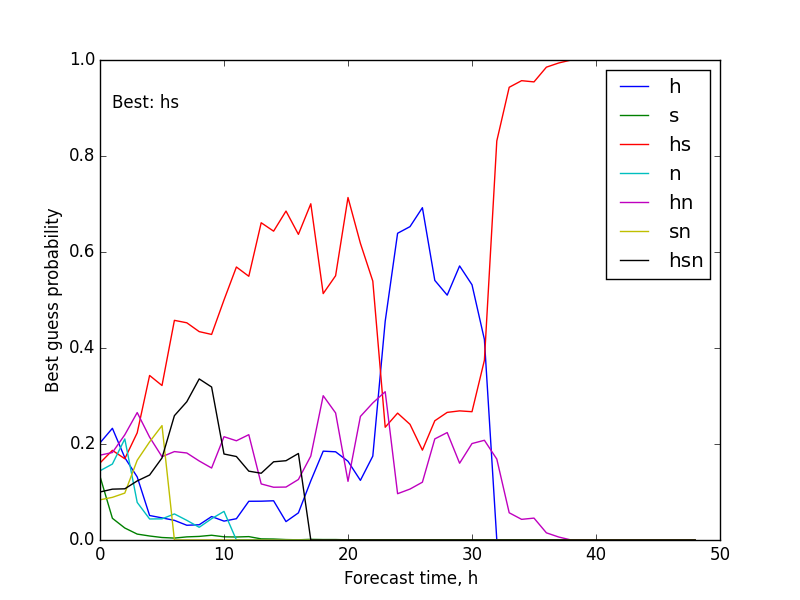 1.0
0.8
0.6
0.4
0.2
0.0
Best guess probability
Best: hs
h
s
hs
n
hn
sn
hsn
0 10 20 30 40 50
Forecast time, h